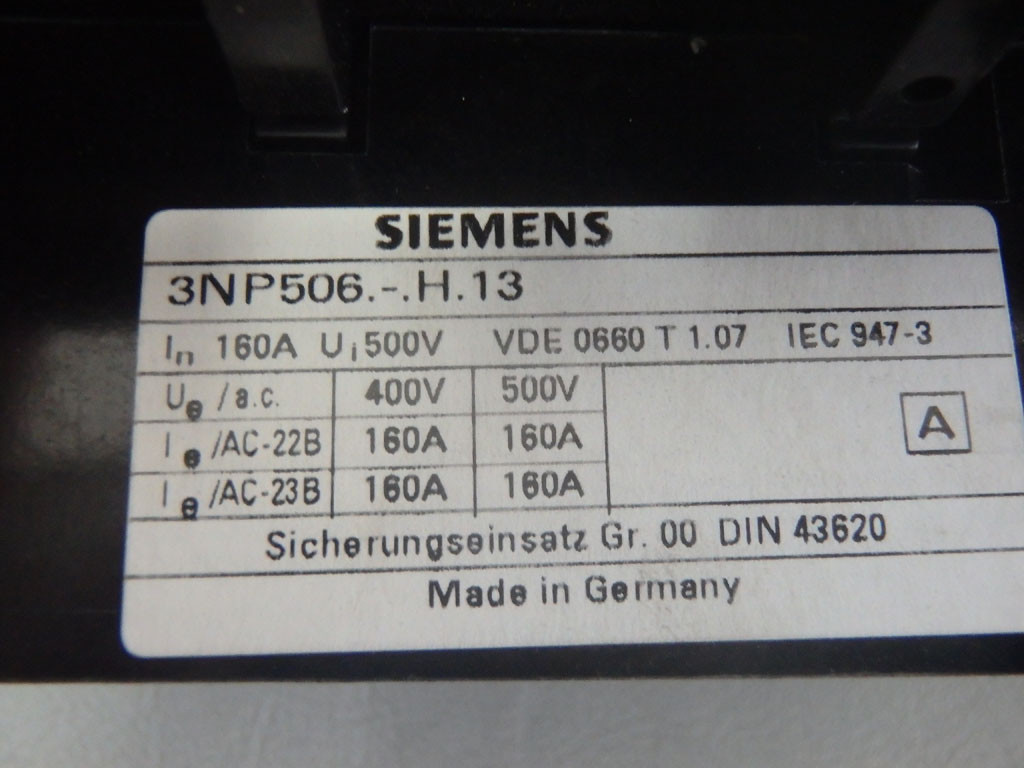 SIEMENS
3NP506.-.H.13
In 160A Ui 500V VDE 0660 T 1.07 IEC 947-3
Ue /a.c. 400V 500V
Ie /AC-22B 160A 160A
A
Ie /AC-23B 160A 160A
Sicherungseinsatz Gr. 00 DIN 43620
Made in Germany